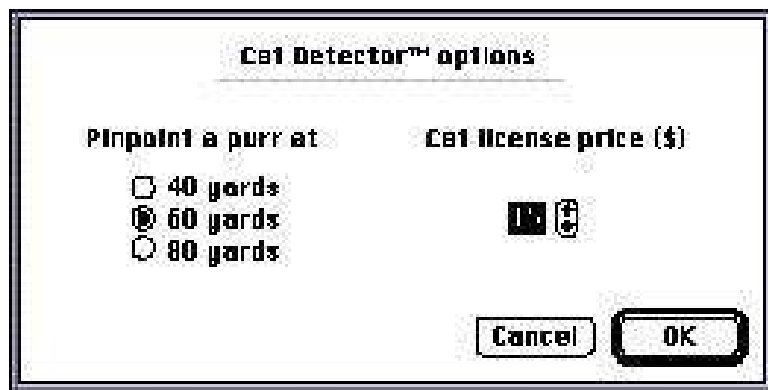 Cat Detector™ options
Pinpoint a purr at
40 yards
60 yards
80 yards
Cat license price ($)
Cancel
OK